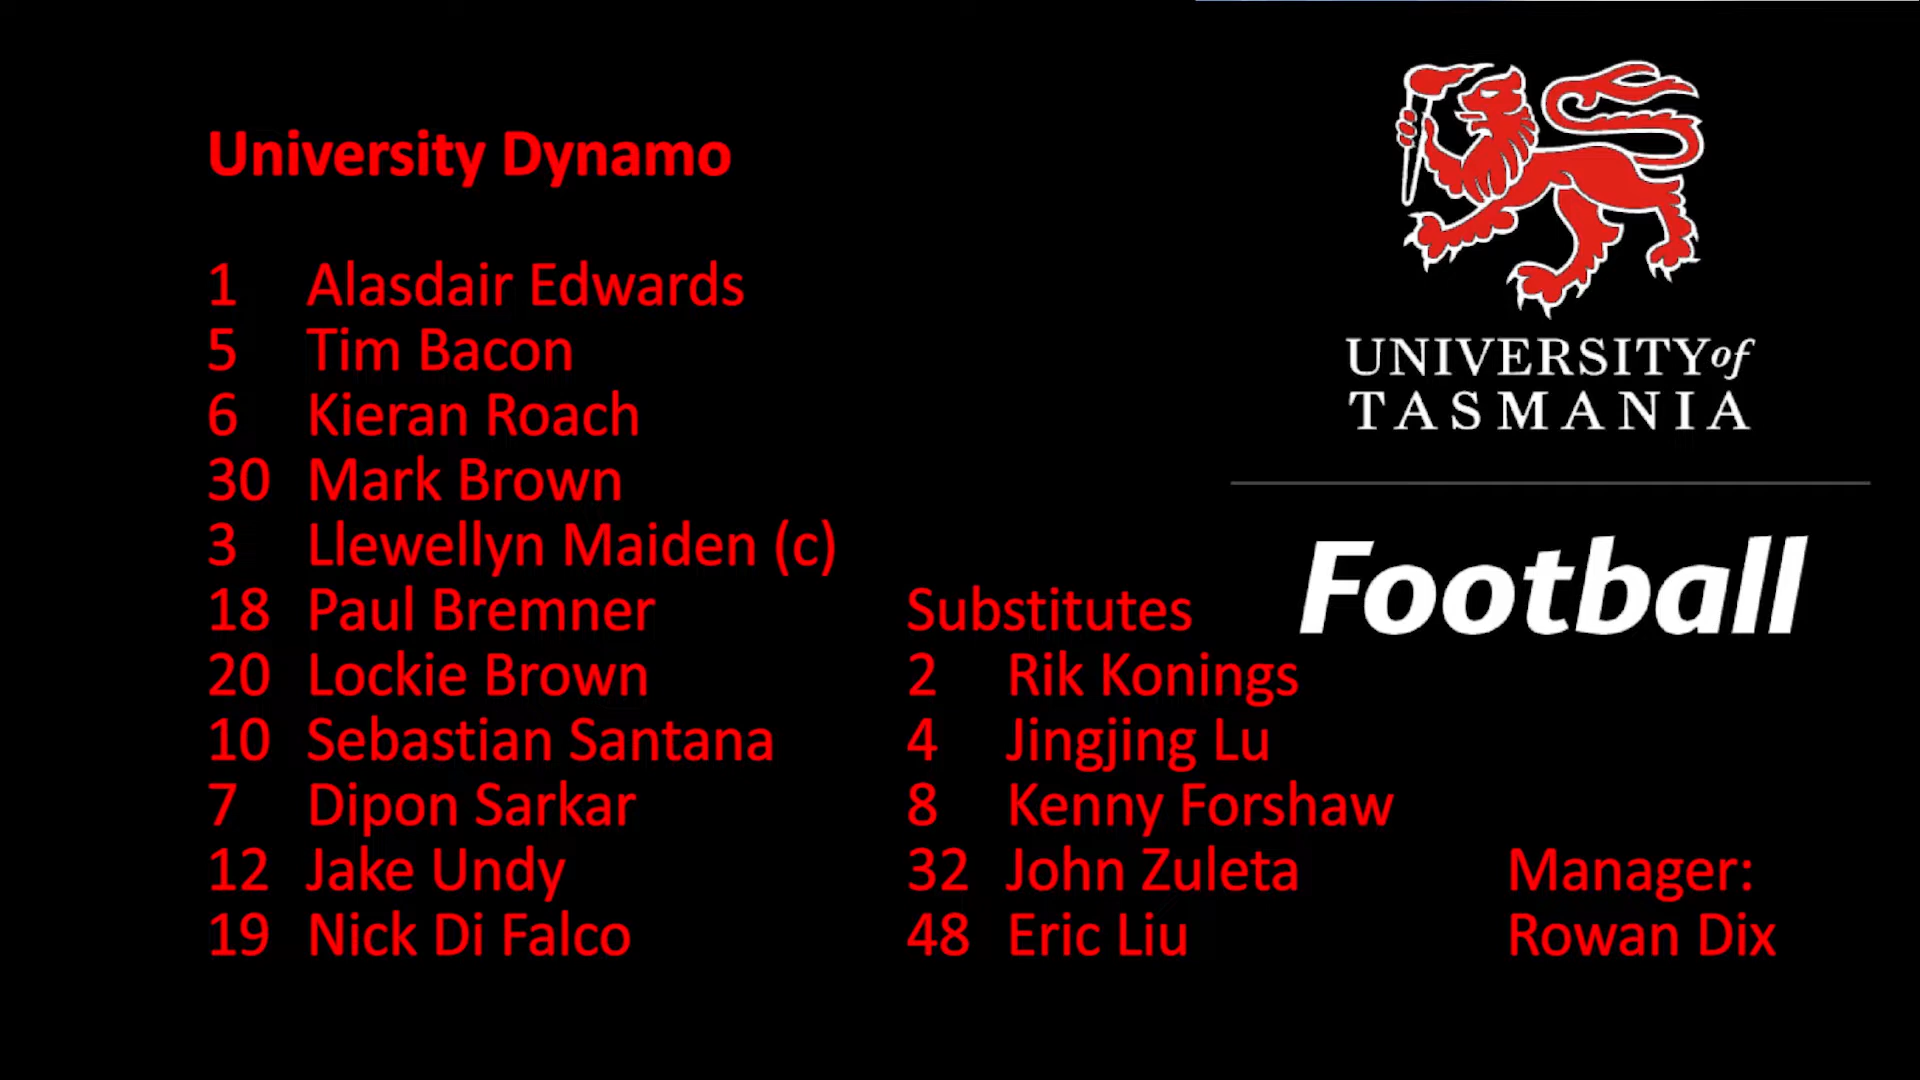 University Dynamo
1 Alasdair Edwards
5 Tim Bacon
6 Kieran Roach
30 Mark Brown
3 Llewellyn Maiden (c)
18 Paul Bremner
20 Lockie Brown
10 Sebastian Santana
7 Dipon Sarkar
12 Jake Undy
19 Nick Di Falco
Substitutes
2 Rik Konings
4 Jingjing Lu
8 Kenny Forshaw
32 John Zuleta
48 Eric Liu
Manager:
Rowan Dix
UNIVERSITY of
TASMANIA
Football